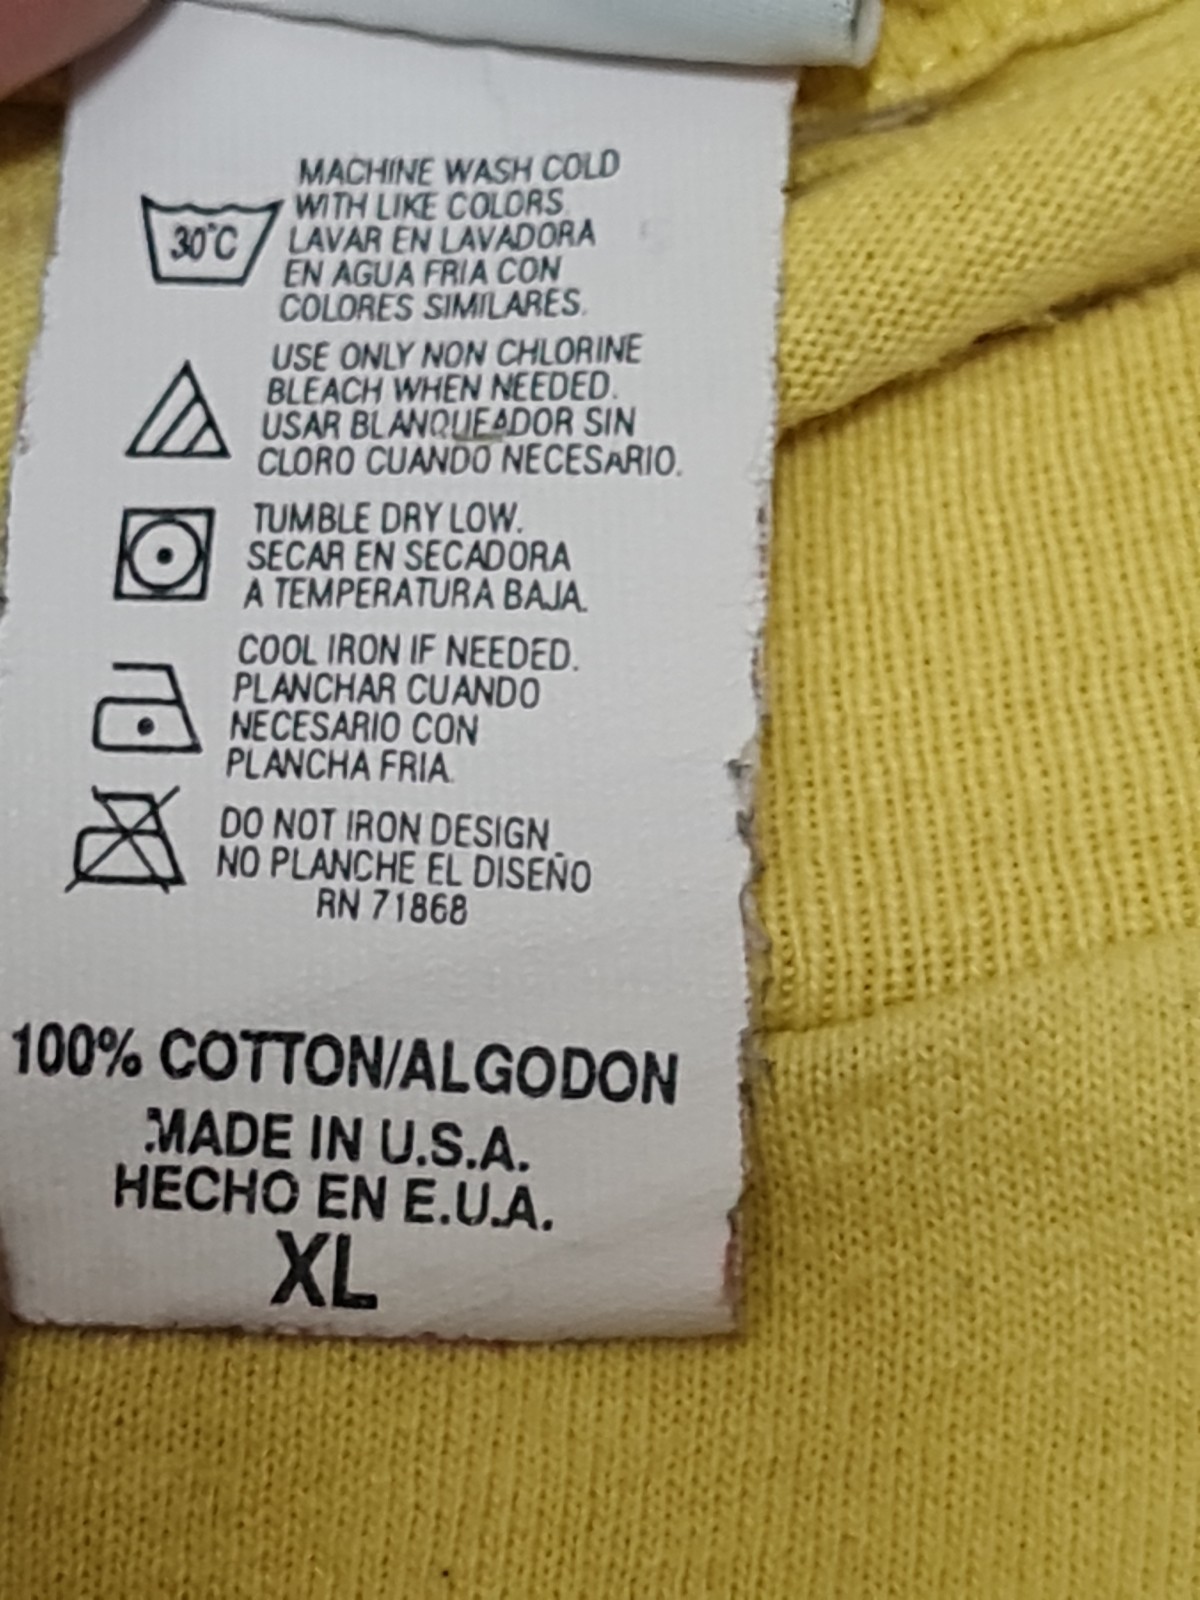 MACHINE WASH COLD
WITH LIKE COLORS
30°C
LAVAR EN LAVADORA
EN AGUA FRIA CON
COLORES SIMILARES.
USE ONLY NON CHLORINE
BLEACH WHEN NEEDED.
USAR BLANQUEADOR SIN
CLORO CUANDO NECESARIO.
TUMBLE DRY LOW.
SECAR EN SECADORA
A TEMPERATURA BAJA.
COOL IRON IF NEEDED.
PLANCHAR CUANDO
NECESARIO CON
PLANCHA FRIA.
DO NOT IRON DESIGN
NO PLANCHE EL DISEÑO
RN 71868
100% COTTON/ALGODON
MADE IN U.S.A.
HECHO EN E.U.A.
XL